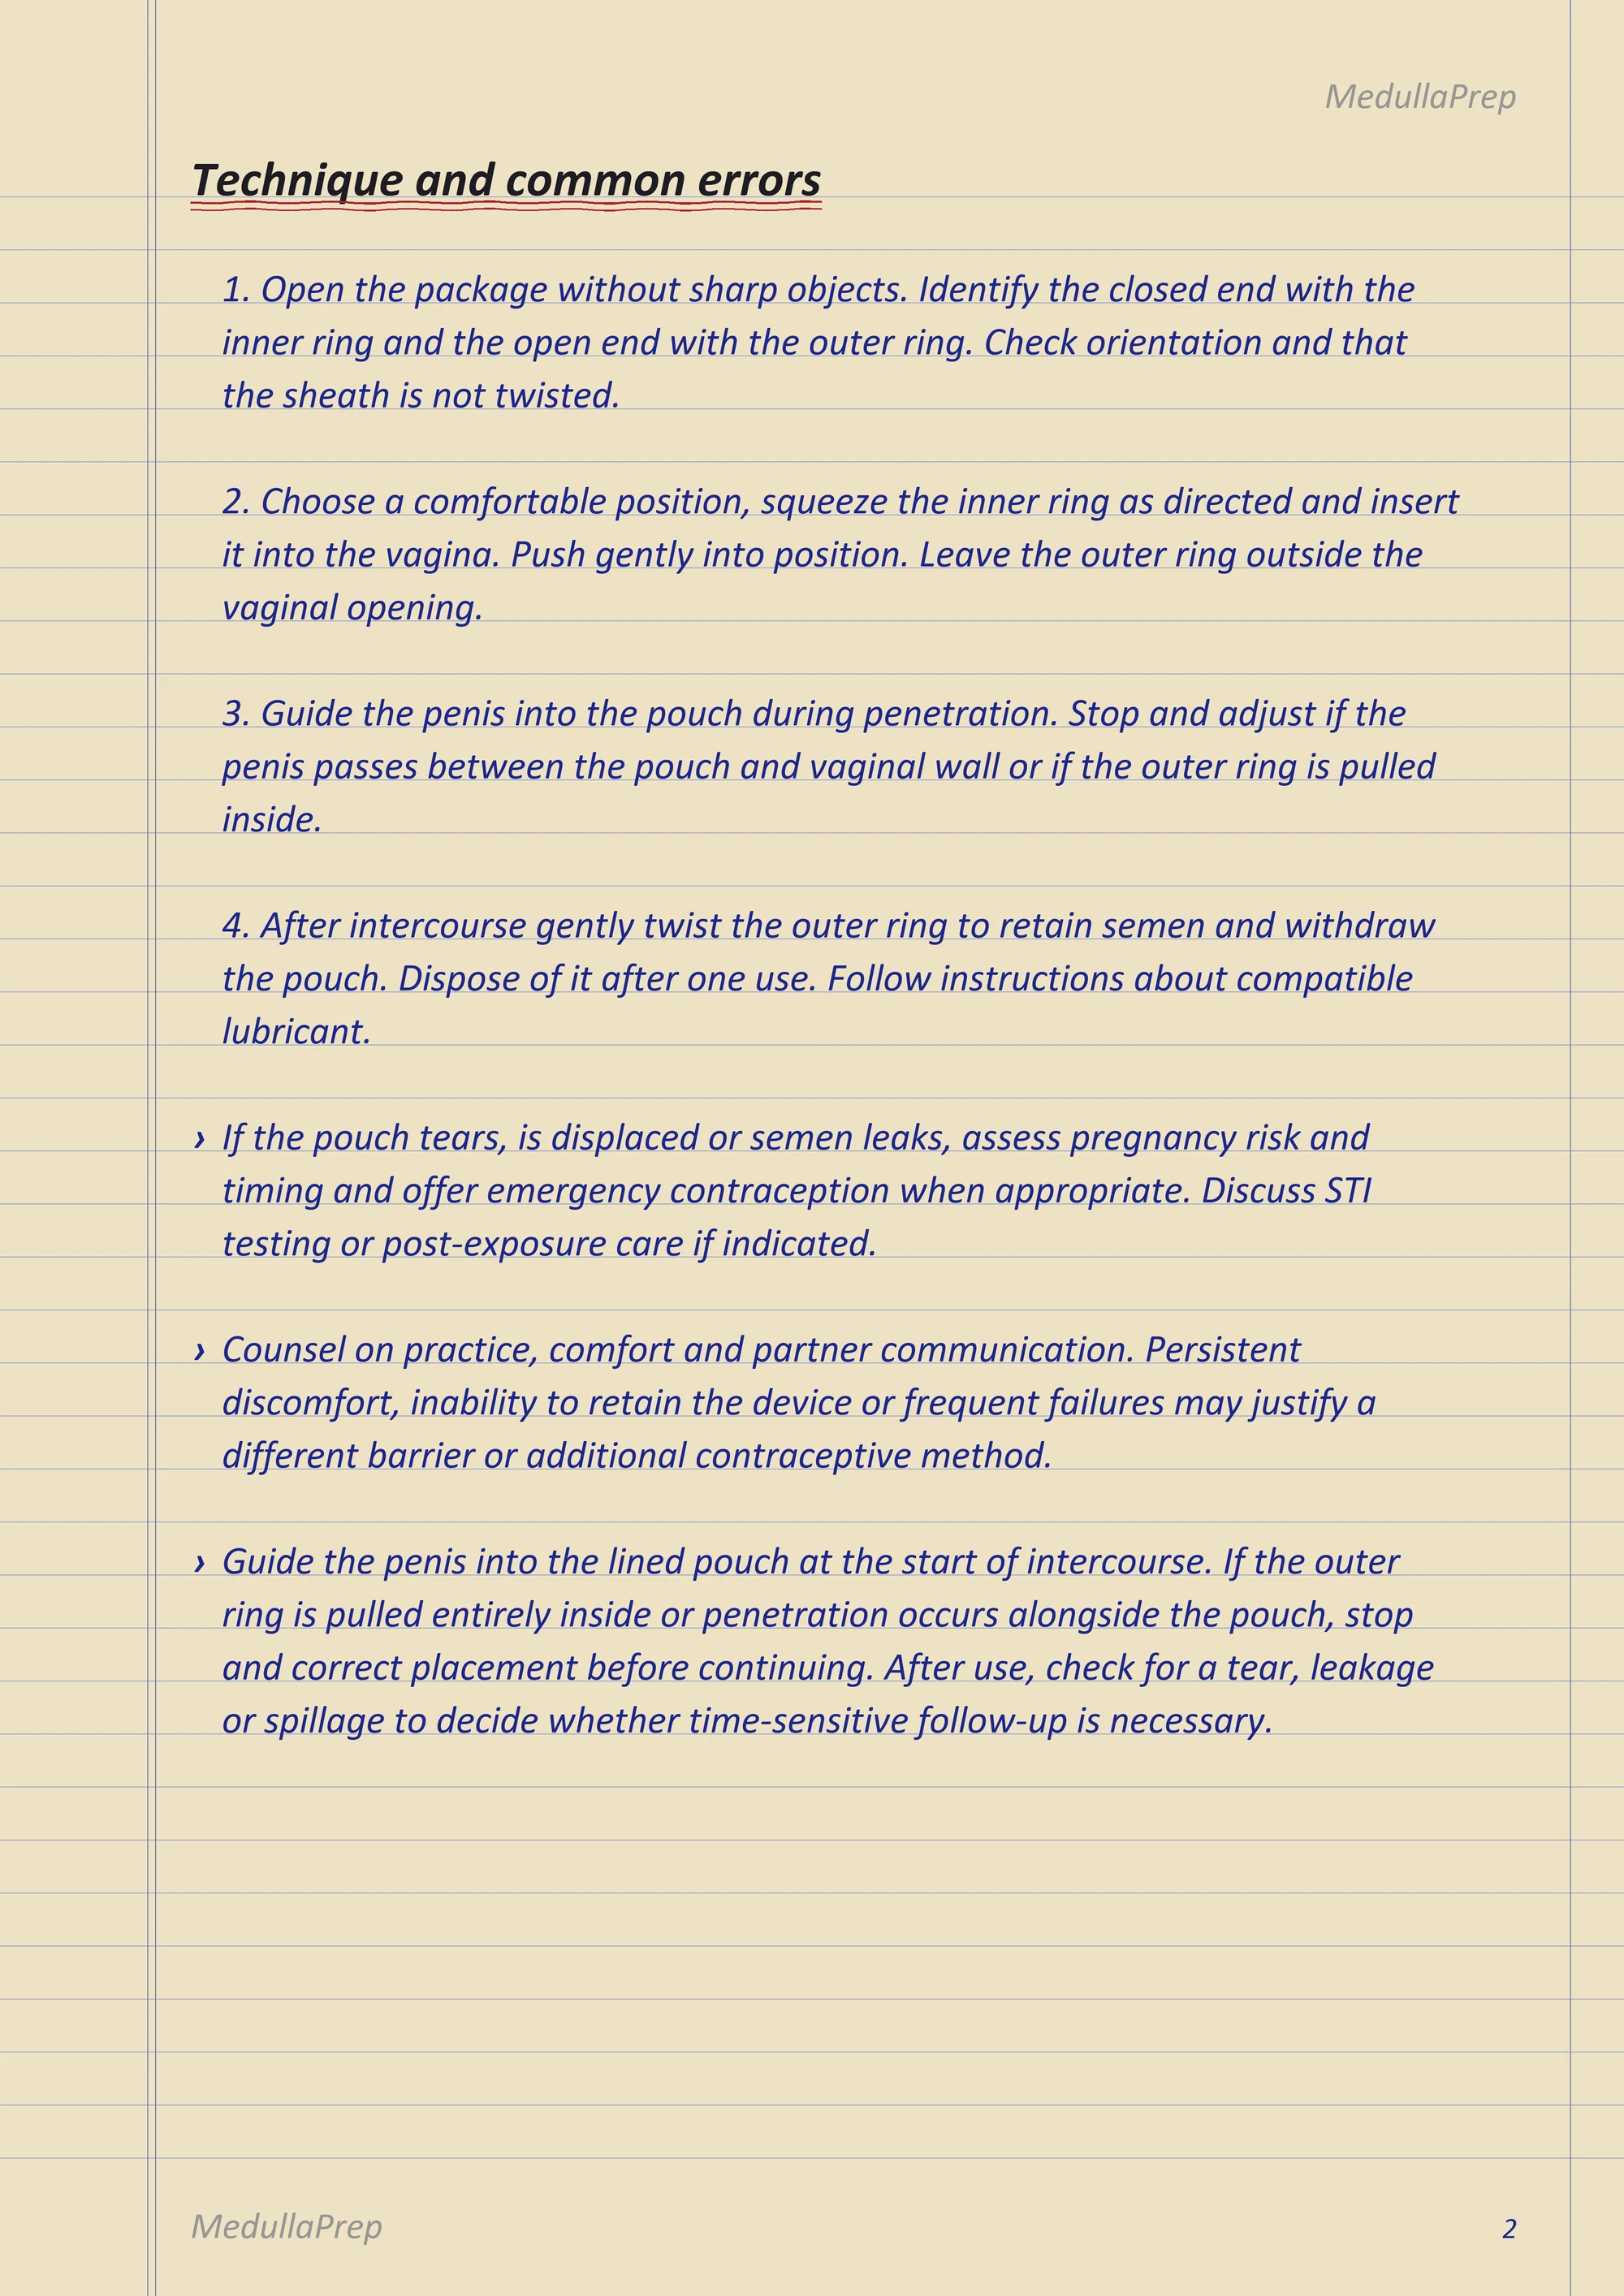 MedullaPrep
Technique and common errors
1. Open the package without sharp objects. Identify the closed end with the
inner ring and the open end with the outer ring. Check orientation and that
the sheath is not twisted.
2. Choose a comfortable position, squeeze the inner ring as directed and insert
it into the vagina. Push gently into position. Leave the outer ring outside the
vaginal opening.
3. Guide the penis into the pouch during penetration. Stop and adjust if the
penis passes between the pouch and vaginal wall or if the outer ring is pulled
inside.
4. After intercourse gently twist the outer ring to retain semen and withdraw
the pouch. Dispose of it after one use. Follow instructions about compatible
lubricant.
› If the pouch tears, is displaced or semen leaks, assess pregnancy risk and
timing and offer emergency contraception when appropriate. Discuss STI
testing or post-exposure care if indicated.
› Counsel on practice, comfort and partner communication. Persistent
discomfort, inability to retain the device or frequent failures may justify a
different barrier or additional contraceptive method.
› Guide the penis into the lined pouch at the start of intercourse. If the outer
ring is pulled entirely inside or penetration occurs alongside the pouch, stop
and correct placement before continuing. After use, check for a tear, leakage
or spillage to decide whether time-sensitive follow-up is necessary.
MedullaPrep
2